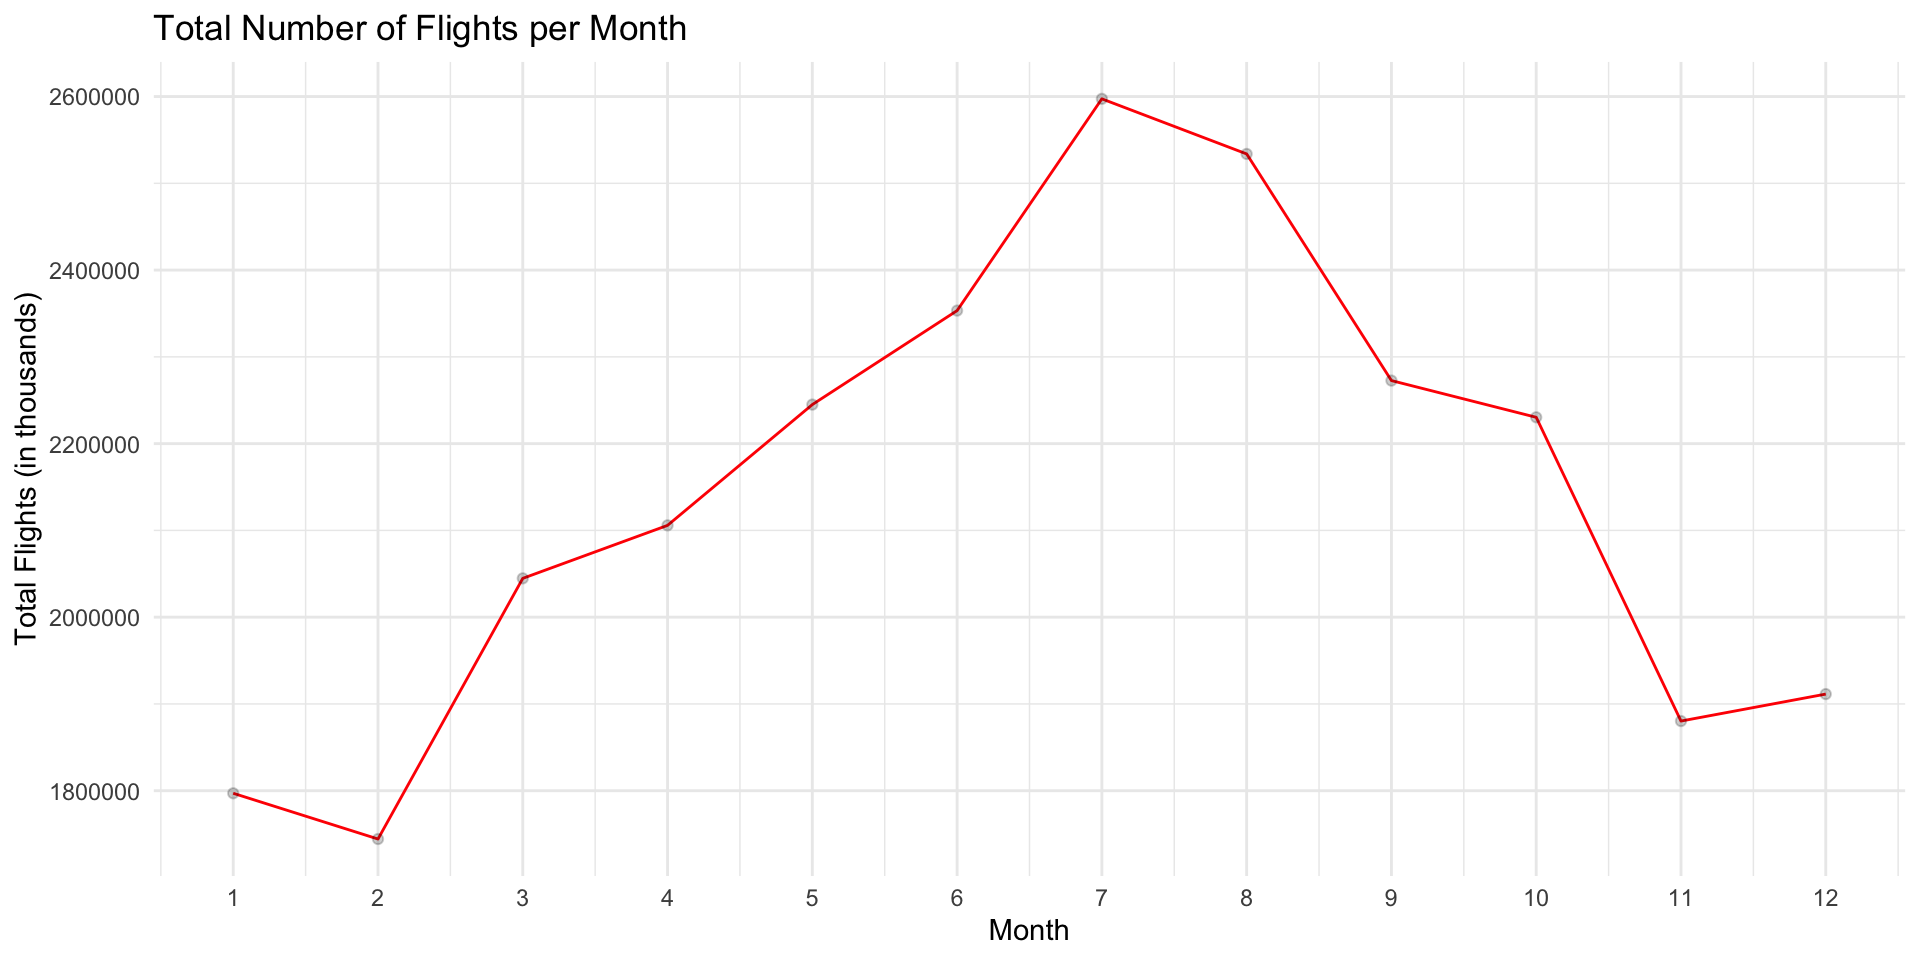 Total Number of Flights per Month
Total Flights (in thousands)
2600000
2400000
2200000
2000000
1800000
1 2 3 4 5 6 7 8 9 10 11 12
Month